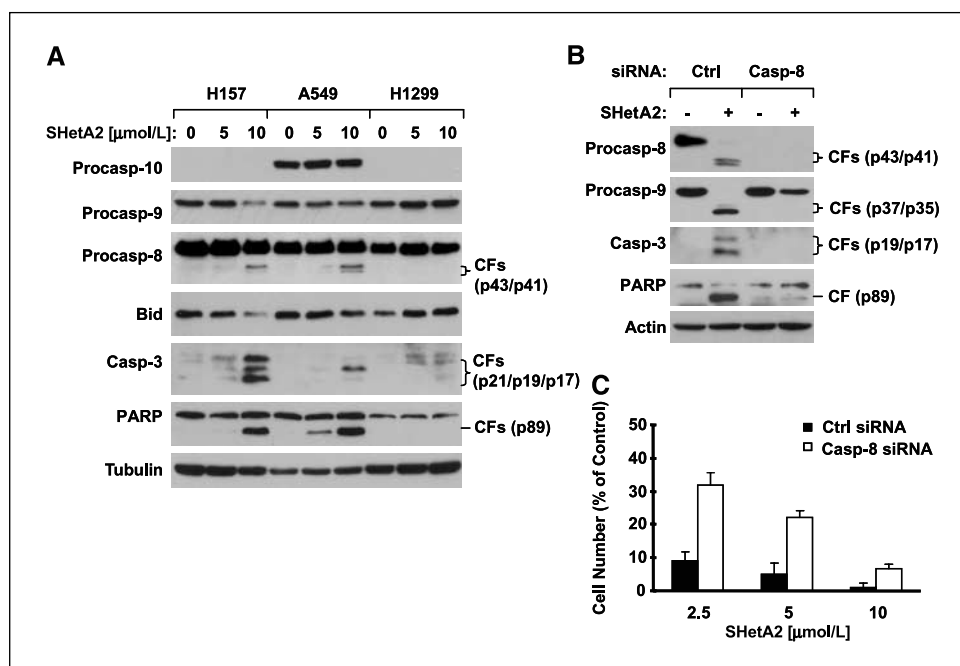 A
H157 A549 H1299
SHetA2 [µmol/L]: 0 5 10 0 5 10 0 5 10
Procasp-10
Procasp-9
Procasp-8
CFs
(p43/p41)
Bid
Casp-3
CFs
(p21/p19/p17)
PARP
CFs (p89)
Tubulin
B
siRNA: Ctrl Casp-8
SHetA2: - + - +
Procasp-8
CFs (p43/p41)
Procasp-9
CFs (p37/p35)
Casp-3
CFs (p19/p17)
PARP
CF (p89)
Actin
C
Cell Number (% of Control)
50
40
30
20
10
0
Ctrl siRNA
Casp-8 siRNA
2.5 5 10
SHetA2 [µmol/L]